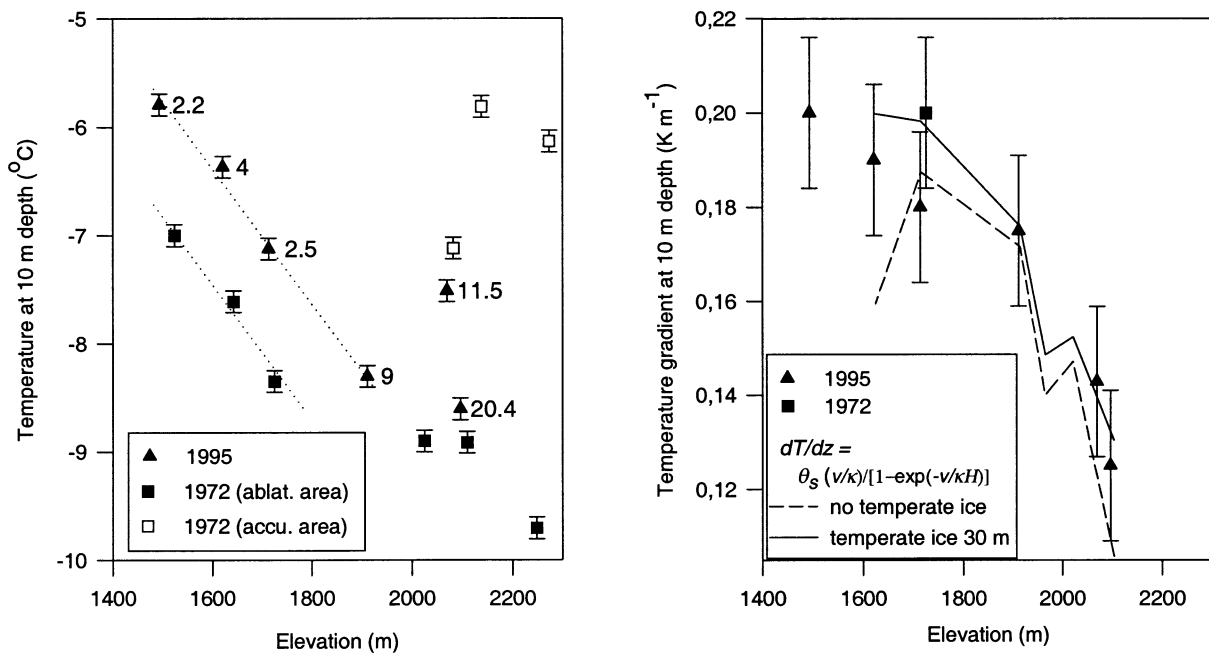 -5
-6
-7
-8
-9
-10
Temperature at 10 m depth (°C)
2.2
4
2.5
9
11.5
20.4
1995
1972 (ablat. area)
1972 (accu. area)
1400 1600 1800 2000 2200
Elevation (m)
0,22
0,20
0,18
0,16
0,14
0,12
Temperature gradient at 10 m depth (K m⁻¹)
1995
1972
dT/dz =
θs (v/κ)/[1–exp(-v/κH)]
no temperate ice
temperate ice 30 m
1400 1600 1800 2000 2200
Elevation (m)